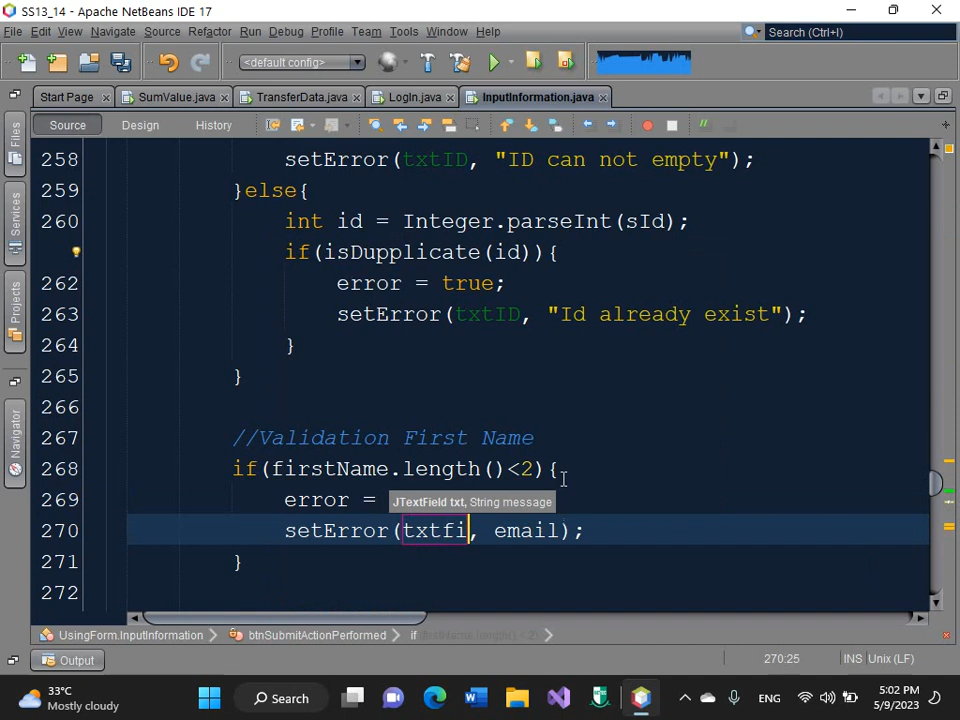 SS13_14 - Apache NetBeans IDE 17
File Edit View Navigate Source Refactor Run Debug Profile Team Tools Window Help
Search (Ctrl+I)
<default config>
Start Page SumValue.java TransferData.java LogIn.java InputInformation.java
Source Design History
Files
Services
Projects
Navigator
258 setError(txtID, "ID can not empty");
259 }else{
260 int id = Integer.parseInt(sId);
if(isDupplicate(id)){
262 error = true;
263 setError(txtID, "Id already exist");
264 }
265 }
266
267 //Validation First Name
268 if(firstName.length()<2){
269 error =
JTextField txt, String message
270 setError(txtfi, email);
271 }
272
UsingForm.InputInformation btnSubmitActionPerformed if (firstName.length() < 2)
Output
270:25 INS Unix (LF)
33°C
Mostly cloudy
Search
ENG
5:02 PM
5/9/2023